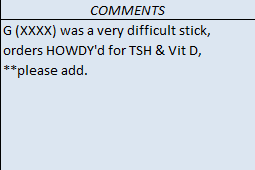 COMMENTS
G (XXXX) was a very difficult stick,
orders HOWDY'd for TSH & Vit D,
**please add.